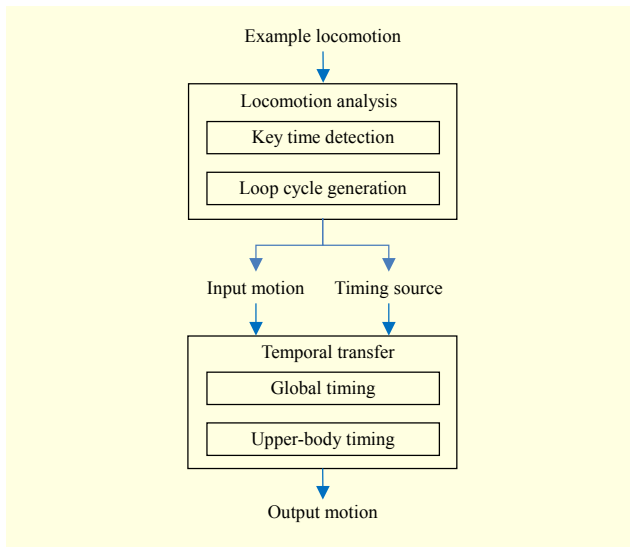 Example locomotion
Locomotion analysis
Key time detection
Loop cycle generation
Input motion
Timing source
Temporal transfer
Global timing
Upper-body timing
Output motion